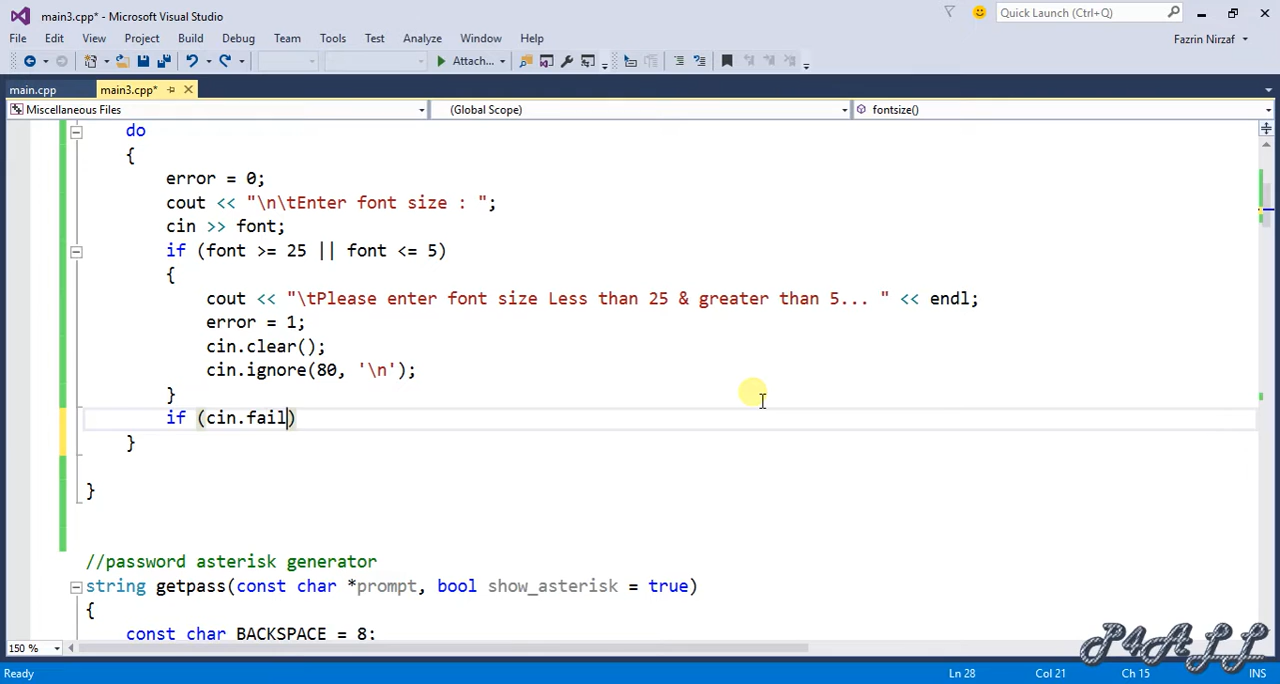 main3.cpp* - Microsoft Visual Studio
Quick Launch (Ctrl+Q)
File Edit View Project Build Debug Team Tools Test Analyze Window Help
Fazrin Nirzaf
Attach...
main.cpp main3.cpp*
Miscellaneous Files (Global Scope) fontsize()
do
{
error = 0;
cout << "\n\tEnter font size : ";
cin >> font;
if (font >= 25 || font <= 5)
{
cout << "\tPlease enter font size Less than 25 & greater than 5... " << endl;
error = 1;
cin.clear();
cin.ignore(80, '\n');
}
if (cin.fail)
}
}
//password asterisk generator
string getpass(const char *prompt, bool show_asterisk = true)
{
const char BACKSPACE = 8;
150 %
P4ALL
Ready Ln 28 Col 21 Ch 15 INS